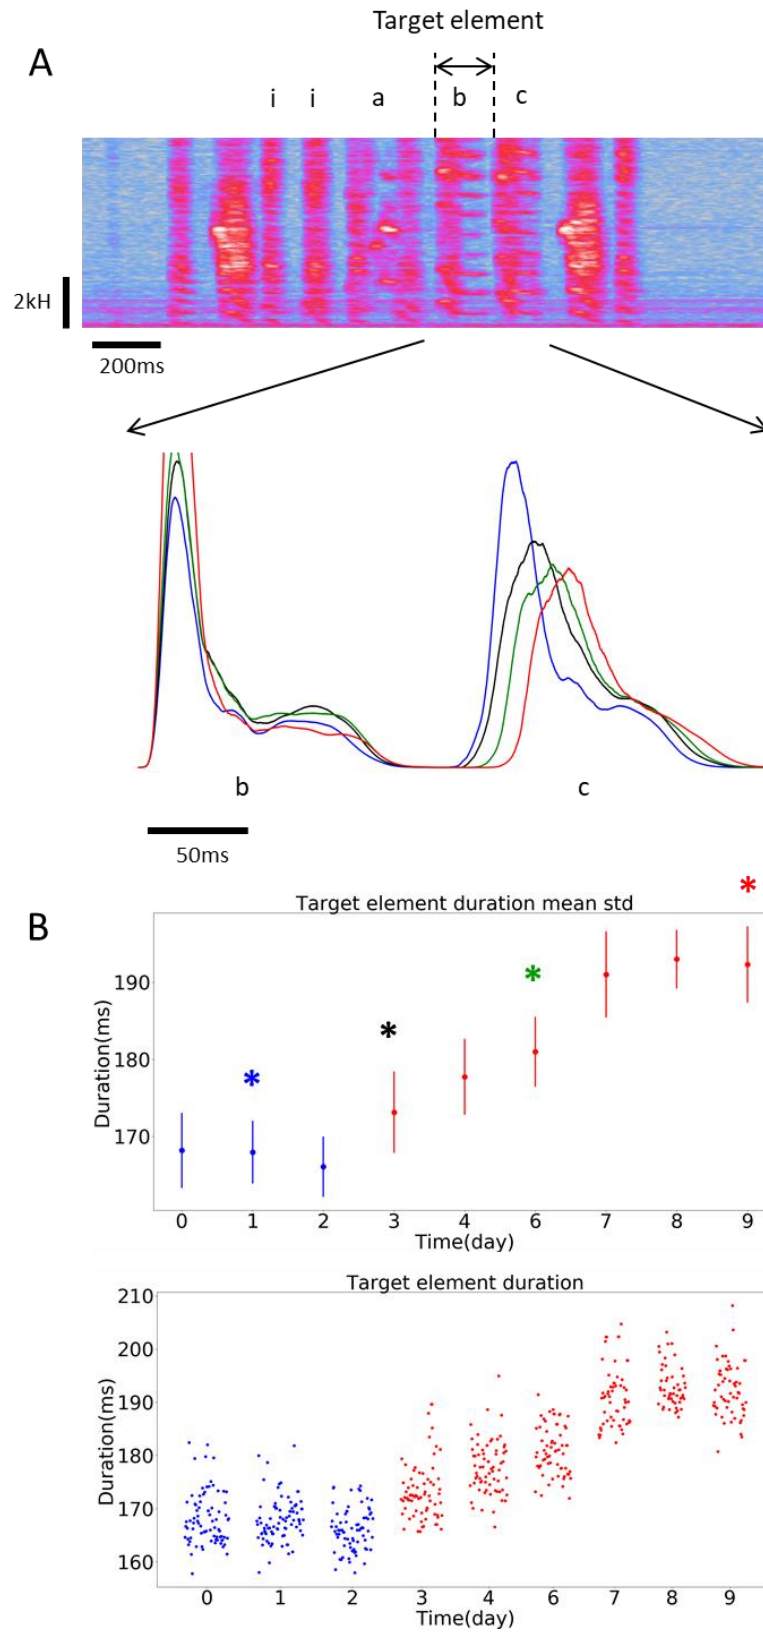 Target element
A
i i a b c
2kH
200ms
b c
50ms
*
B
Target element duration mean std
*
*
*
190
180
170
Duration(ms)
0 1 2 3 4 6 7 8 9
Time(day)
Target element duration
210
200
190
180
170
160
Duration(ms)
0 1 2 3 4 6 7 8 9
Time(day)